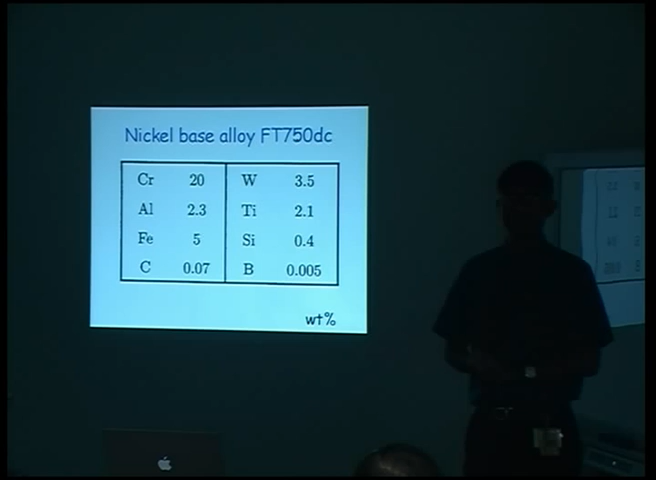 Nickel base alloy FT750dc
Cr 20 W 3.5
Al 2.3 Ti 2.1
Fe 5 Si 0.4
C 0.07 B 0.005
wt%